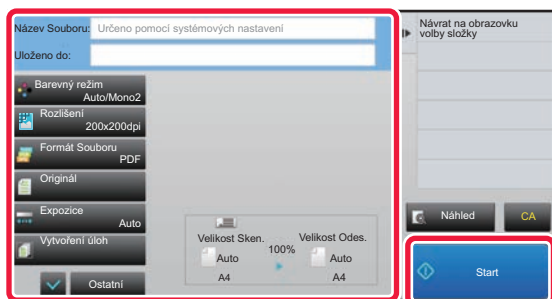 Název Souboru: Určeno pomocí systémových nastavení
Uloženo do:
Barevný režim
Auto/Mono2
Rozlišení
200x200dpi
Formát Souboru
PDF
Originál
Expozice
Auto
Vytvoření úloh
Ostatní
Velikost Sken.
Auto
A4
100%
Velikost Odes.
Auto
A4
Návrat na obrazovku
volby složky
Náhled
CA
Start